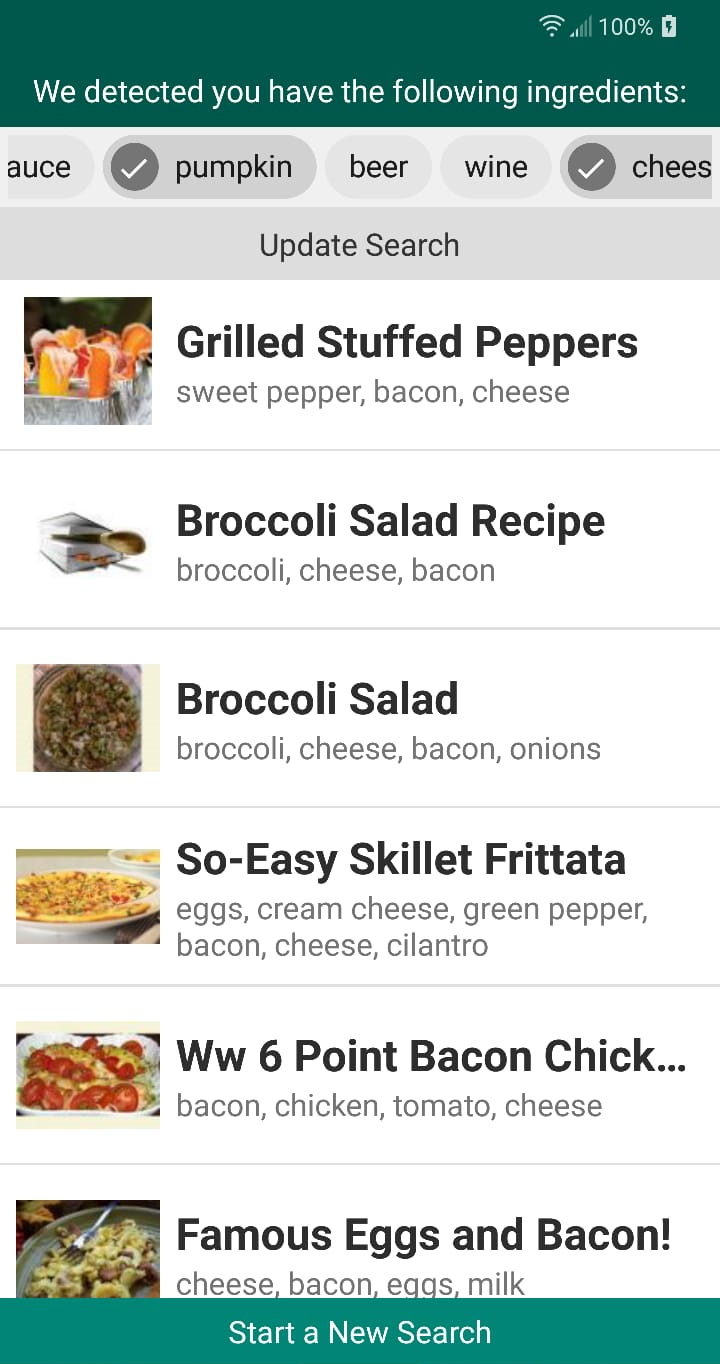 100%
We detected you have the following ingredients:
auce pumpkin beer wine chees
Update Search
Grilled Stuffed Peppers
sweet pepper, bacon, cheese
Broccoli Salad Recipe
broccoli, cheese, bacon
Broccoli Salad
broccoli, cheese, bacon, onions
So-Easy Skillet Frittata
eggs, cream cheese, green pepper,
bacon, cheese, cilantro
Ww 6 Point Bacon Chick...
bacon, chicken, tomato, cheese
Famous Eggs and Bacon!
cheese, bacon, eggs, milk
Start a New Search